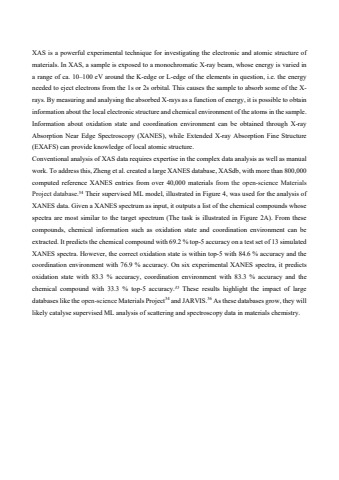 XAS is a powerful experimental technique for investigating the electronic and atomic structure of
materials. In XAS, a sample is exposed to a monochromatic X-ray beam, whose energy is varied in
a range of ca. 10–100 eV around the K-edge or L-edge of the elements in question, i.e. the energy
needed to eject electrons from the 1s or 2s orbital. This causes the sample to absorb some of the X-
rays. By measuring and analysing the absorbed X-rays as a function of energy, it is possible to obtain
information about the local electronic structure and chemical environment of the atoms in the sample.
Information about oxidation state and coordination environment can be obtained through X-ray
Absorption Near Edge Spectroscopy (XANES), while Extended X-ray Absorption Fine Structure
(EXAFS) can provide knowledge of local atomic structure.
Conventional analysis of XAS data requires expertise in the complex data analysis as well as manual
work. To address this, Zheng et al. created a large XANES database, XASdb, with more than 800,000
computed reference XANES entries from over 40,000 materials from the open-science Materials
Project database.³⁴ Their supervised ML model, illustrated in Figure 4, was used for the analysis of
XANES data. Given a XANES spectrum as input, it outputs a list of the chemical compounds whose
spectra are most similar to the target spectrum (The task is illustrated in Figure 2A). From these
compounds, chemical information such as oxidation state and coordination environment can be
extracted. It predicts the chemical compound with 69.2 % top-5 accuracy on a test set of 13 simulated
XANES spectra. However, the correct oxidation state is within top-5 with 84.6 % accuracy and the
coordination environment with 76.9 % accuracy. On six experimental XANES spectra, it predicts
oxidation state with 83.3 % accuracy, coordination environment with 83.3 % accuracy and the
chemical compound with 33.3 % top-5 accuracy. These results highlight the impact of large
databases like the open-science Materials Project and JARVIS. As these databases grow, they will
likely catalyse supervised ML analysis of scattering and spectroscopy data in materials chemistry.